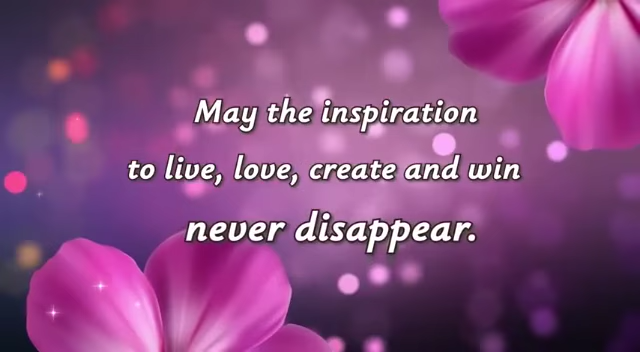 May the inspiration
to live, love, create and win
never disappear.